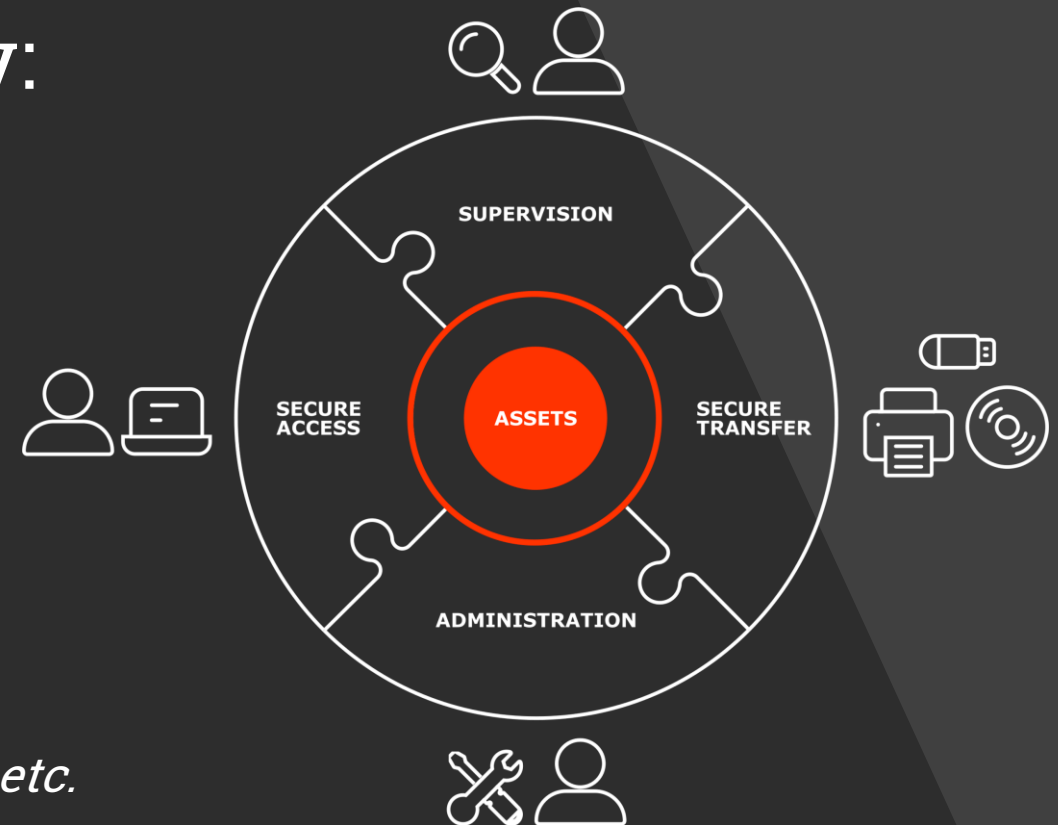 SUPERVISION
SECURE
ACCESS
ASSETS
SECURE
TRANSFER
ADMINISTRATION
etc.